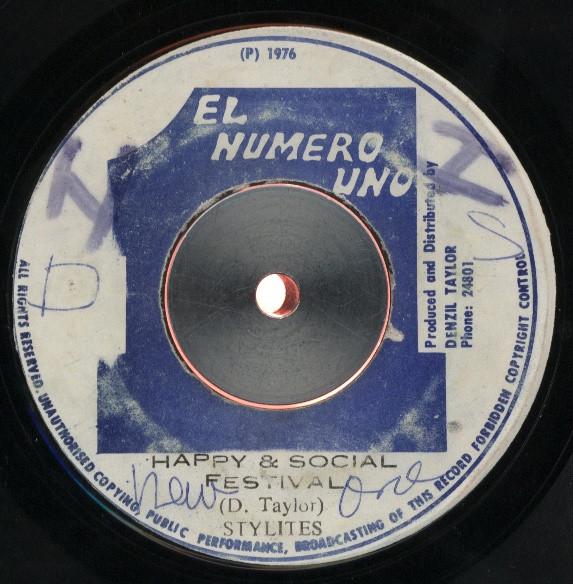 (P) 1976
EL
NUMERO
UNO
Produced and Distributed by
DENZIL TAYLOR
Phone: 24801
HAPPY & SOCIAL
FESTIVAL
new one
(D. Taylor)
STYLITES
ALL RIGHTS RESERVED. UNAUTHORISED COPYING, PUBLIC PERFORMANCE, BROADCASTING OF THIS RECORD FORBIDDEN COPYRIGHT CONTROL